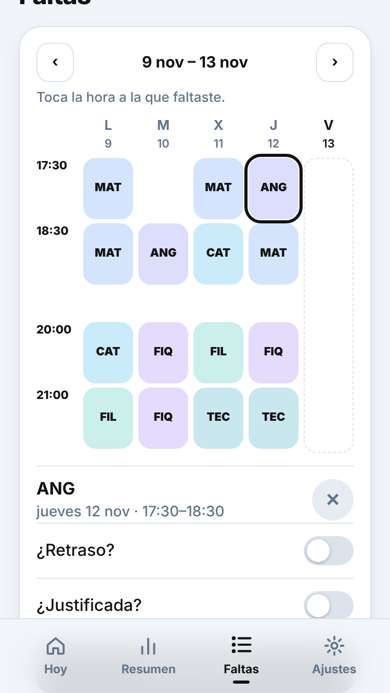 Faltas
‹ 9 nov – 13 nov ›
Toca la hora a la que faltaste.
L M X J V
9 10 11 12 13
17:30 MAT MAT ANG
18:30 MAT ANG CAT MAT
20:00 CAT FIQ FIL FIQ
21:00 FIL FIQ TEC TEC
ANG
jueves 12 nov · 17:30–18:30
¿Retraso?
¿Justificada?
Hoy Resumen Faltas Ajustes